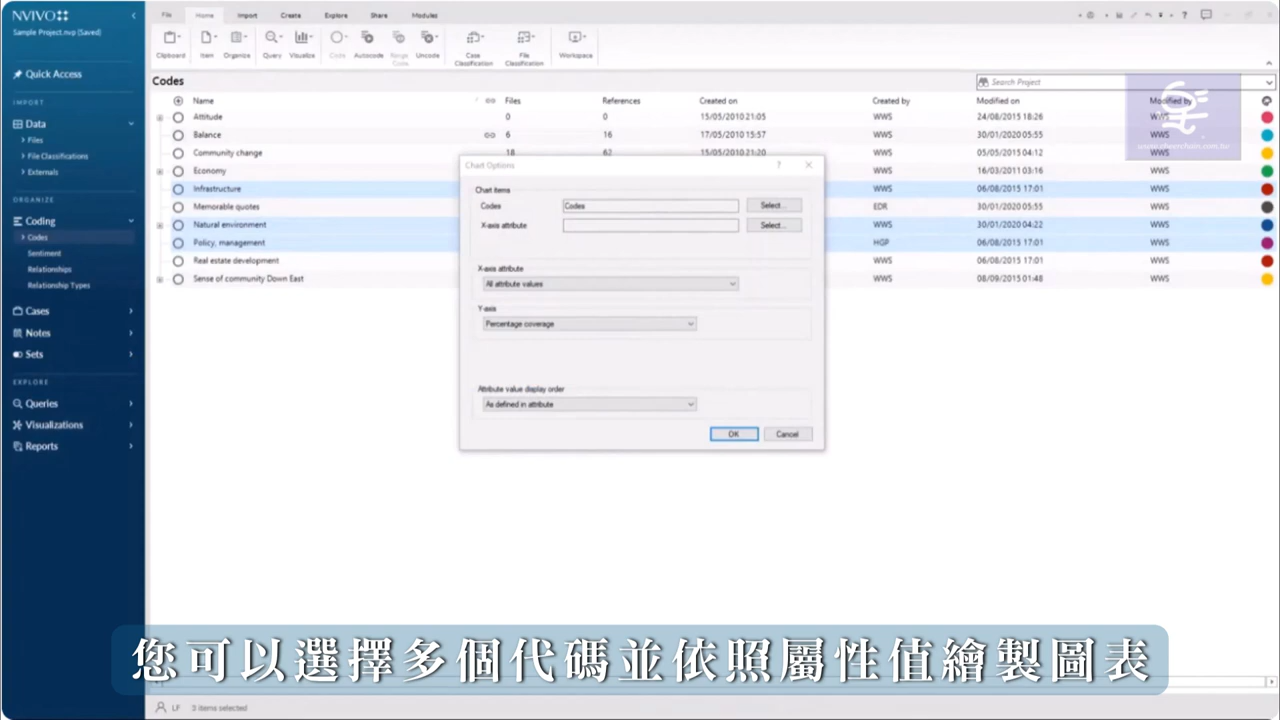 NVIVO
Sample Project.nvp (Saved)
File Home Import Create Explore Share Modules
Clipboard Item Organize Query Visualize Code Autocode Range Code Uncode Case Classification File Classification Workspace
Quick Access
IMPORT
Data
Files
File Classifications
Externals
ORGANIZE
Coding
Codes
Sentiment
Relationships
Relationship Types
Cases
Notes
Sets
EXPLORE
Queries
Visualizations
Reports
Codes
Search Project
Name Files References Created on Created by Modified on Modified by
Attitude 0 0 15/05/2010 21:05 WWS 24/08/2015 18:26 WWS
Balance 6 16 17/05/2010 15:57 WWS 30/01/2020 05:55 WWS
Community change 18 62 15/05/2010 21:20 WWS 05/05/2015 04:12 WWS
Economy WWS 16/03/2011 03:16 WWS
Infrastructure WWS 06/08/2015 17:01 WWS
Memorable quotes EDR 30/01/2020 05:55 WWS
Natural environment WWS 30/01/2020 04:22 WWS
Policy, management HGP 06/08/2015 17:01 WWS
Real estate development WWS 06/08/2015 17:01 WWS
Sense of community Down East WWS 08/09/2015 01:48 WWS
Chart Options
Chart items
Codes Codes Select...
X-axis attribute Select...
X-axis attribute
All attribute values
Y-axis
Percentage coverage
Attribute value display order
As defined in attribute
OK Cancel
您可以選擇多個代碼並依照屬性值繪製圖表
LF 3 items selected